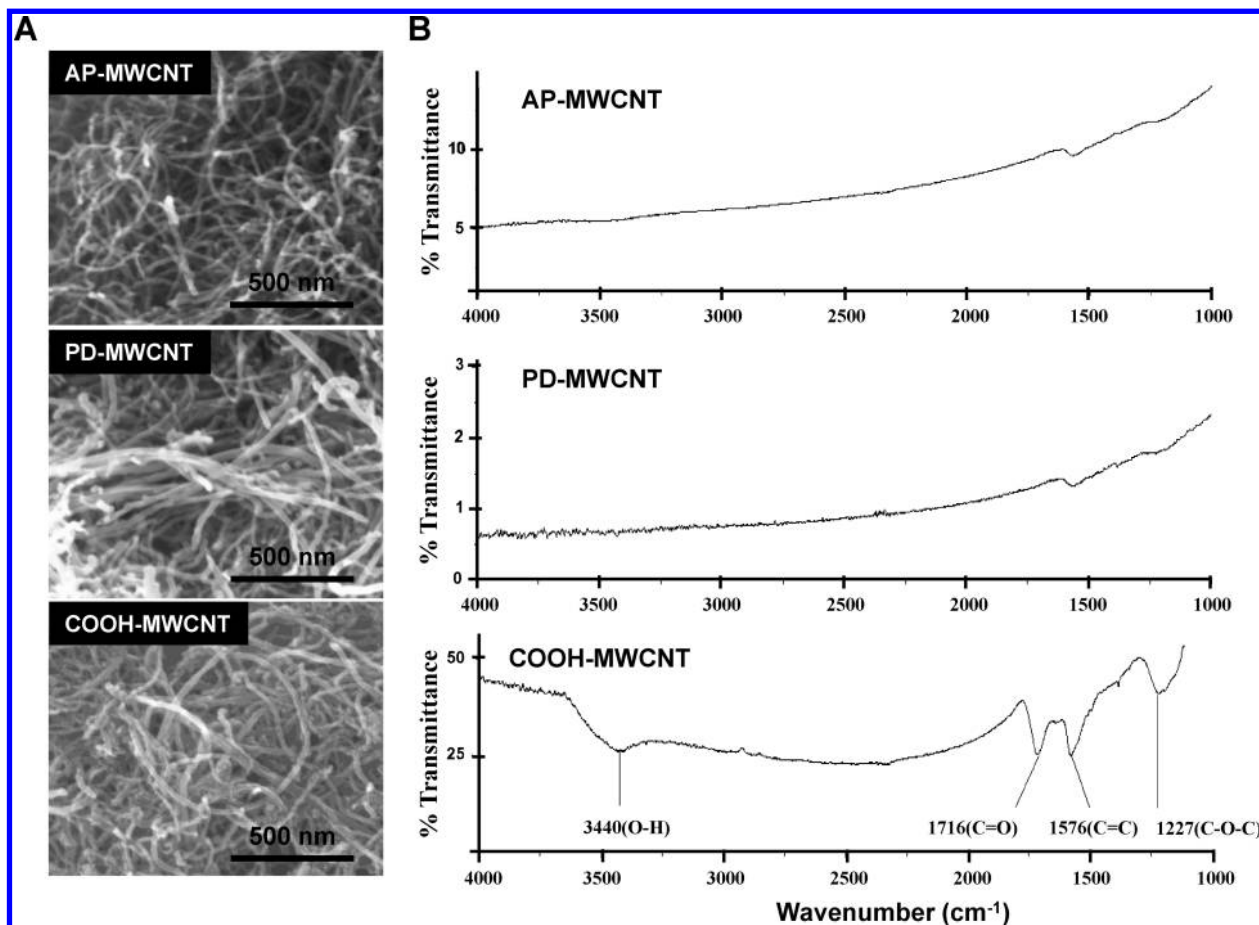 A
AP-MWCNT
500 nm
PD-MWCNT
500 nm
COOH-MWCNT
500 nm
B
AP-MWCNT
% Transmittance
10
5
4000 3500 3000 2500 2000 1500 1000
PD-MWCNT
% Transmittance
3
2
1
0
4000 3500 3000 2500 2000 1500 1000
COOH-MWCNT
% Transmittance
50
25
3440(O-H) 1716(C=O) 1576(C=C) 1227(C-O-C)
4000 3500 3000 2500 2000 1500 1000
Wavenumber (cm⁻¹)